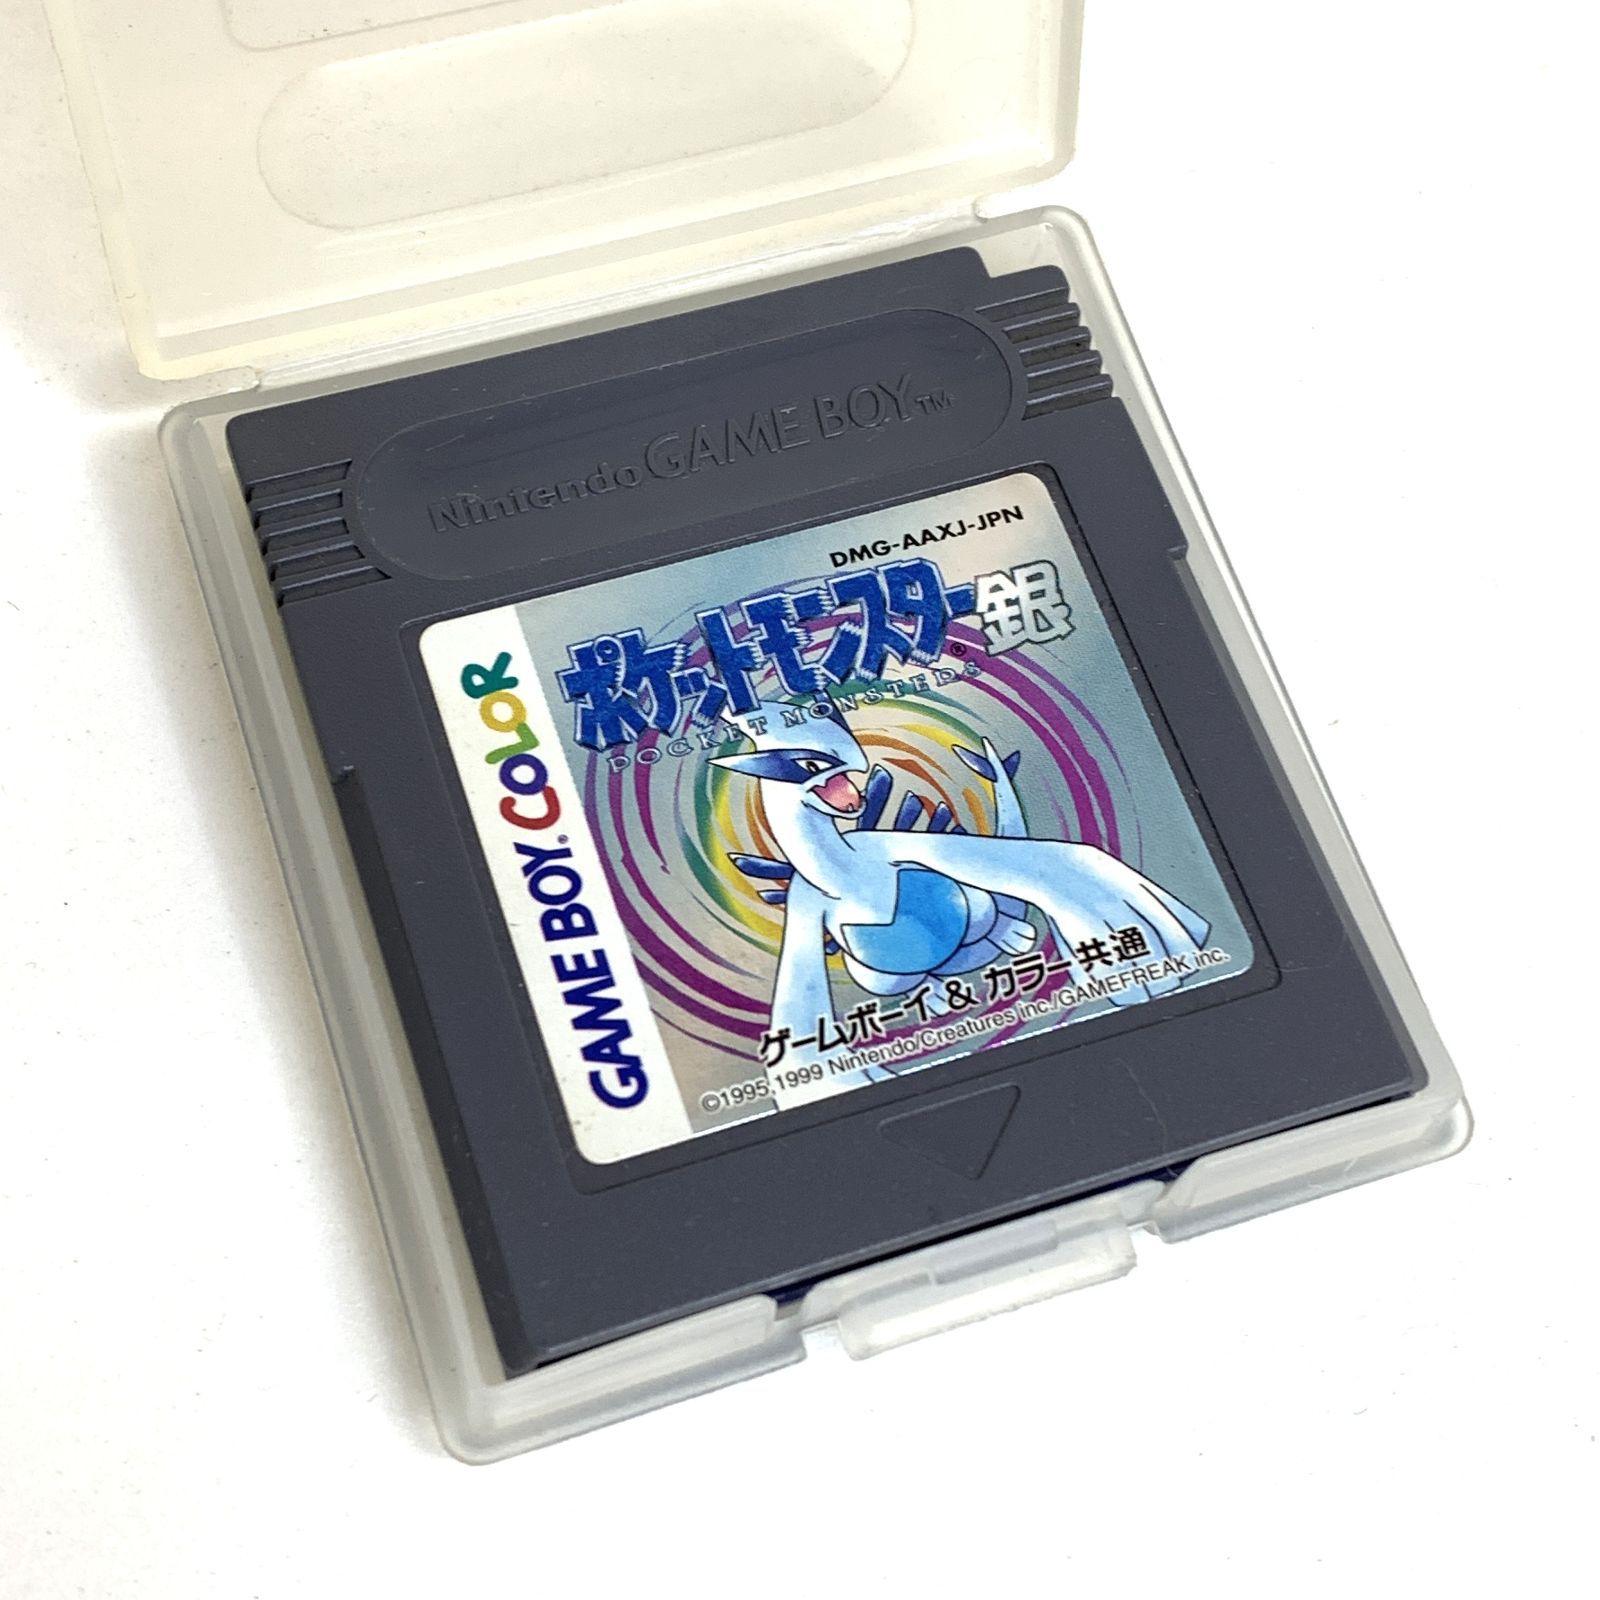 Nintendo GAME BOY™
DMG-AAXJ-JPN
ポケットモンスター銀
POCKET MONSTERS®
GAME BOY® COLOR
ゲームボーイ & カラー共通
©1995,1999 Nintendo/Creatures inc./GAMEFREAK inc.